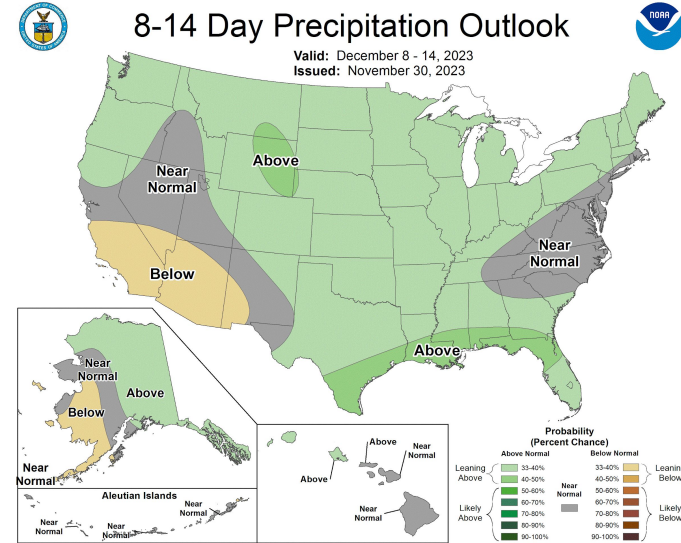 8-14 Day Precipitation Outlook
Valid: December 8 - 14, 2023
Issued: November 30, 2023
NOAA
Above
Near
Normal
Below
Near
Normal
Above
Near
Normal
Above
Below
Near
Normal
Aleutian Islands
Near
Normal
Near
Normal
Near
Normal
Above
Near
Normal
Above
Near
Normal
Probability
(Percent Chance)
Above Normal
Below Normal
Leaning
Above
33-40%
40-50%
50-60%
Likely
Above
60-70%
70-80%
80-90%
90-100%
Near
Normal
33-40%
40-50%
50-60%
60-70%
70-80%
80-90%
90-100%
Leanin
Below
Likely
Below